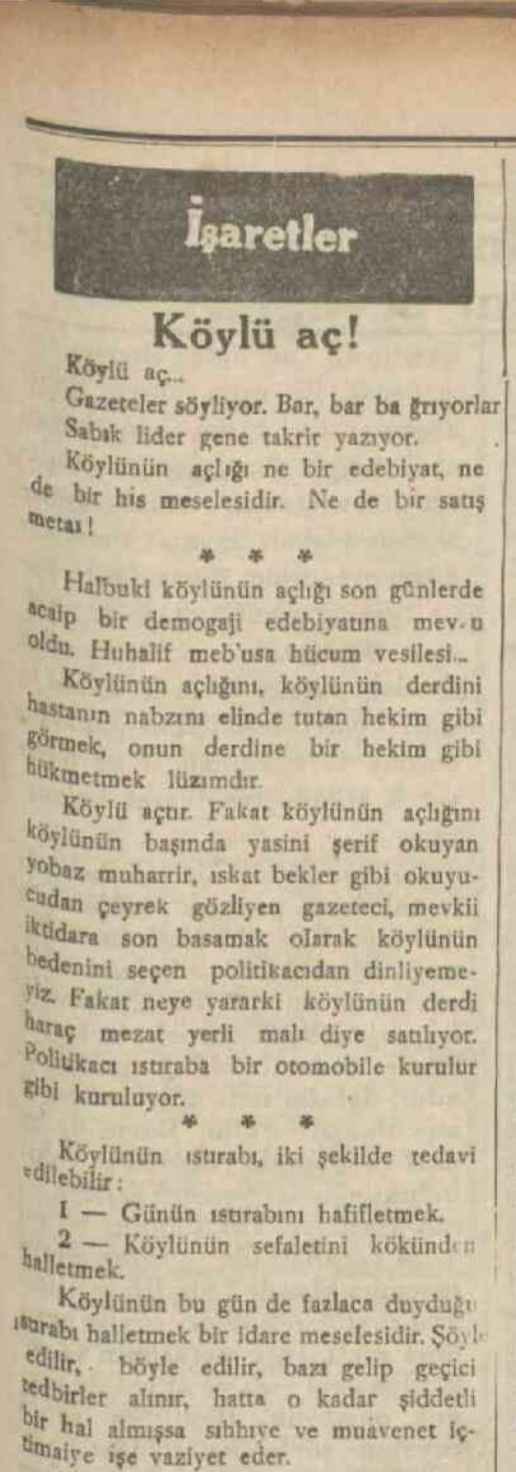 İşaretler
Köylü aç!
Köylü aç...
Gazeteler söyliyor. Bar, bar ba ğrıyorlar
Sabık lider gene takrir yazıyor.
Köylünün açlığı ne bir edebiyat, ne
de bir his meselesidir. Ne de bir satış
metaı!
* * *
Halbuki köylünün açlığı son günlerde
acaip bir demogaji edebiyatına mev.u
oldu. Huhalif meb'usa hücum vesilesi...
Köylünün açlığını, köylünün derdini
hastanın nabzını elinde tutan hekim gibi
görmek, onun derdine bir hekim gibi
hükmetmek lüzımdır.
Köylü açtır. Fakat köylünün açlığını
köylünün başında yasini şerif okuyan
yobaz muharrir, ıskat bekler gibi okuyu-
cudan çeyrek gözliyen gazeteci, mevkii
iktidara son basamak olarak köylünün
bedenini seçen politikacıdan dinliyeme-
yiz. Fakat neye yararki köylünün derdi
haraç mezat yerli malı diye satılıyor.
Politikacı ıstıraba bir otomobile kurulur
gibi kuruluyor.
* * *
Köylünün ıstırabı, iki şekilde tedavi
edilebilir:
1 — Günün ıstırabını hafifletmek.
2 — Köylünün sefaletini kökünden
halletmek.
Köylünün bu gün de fazlaca duyduğu
ıstırabı halletmek bir idare meselesidir. Şöyle
edilir, böyle edilir, bazı gelip geçici
tedbirler alınır, hatta o kadar şiddetli
bir hal almışsa sıhhıye ve muavenet iç-
timaiye işe vaziyet eder.